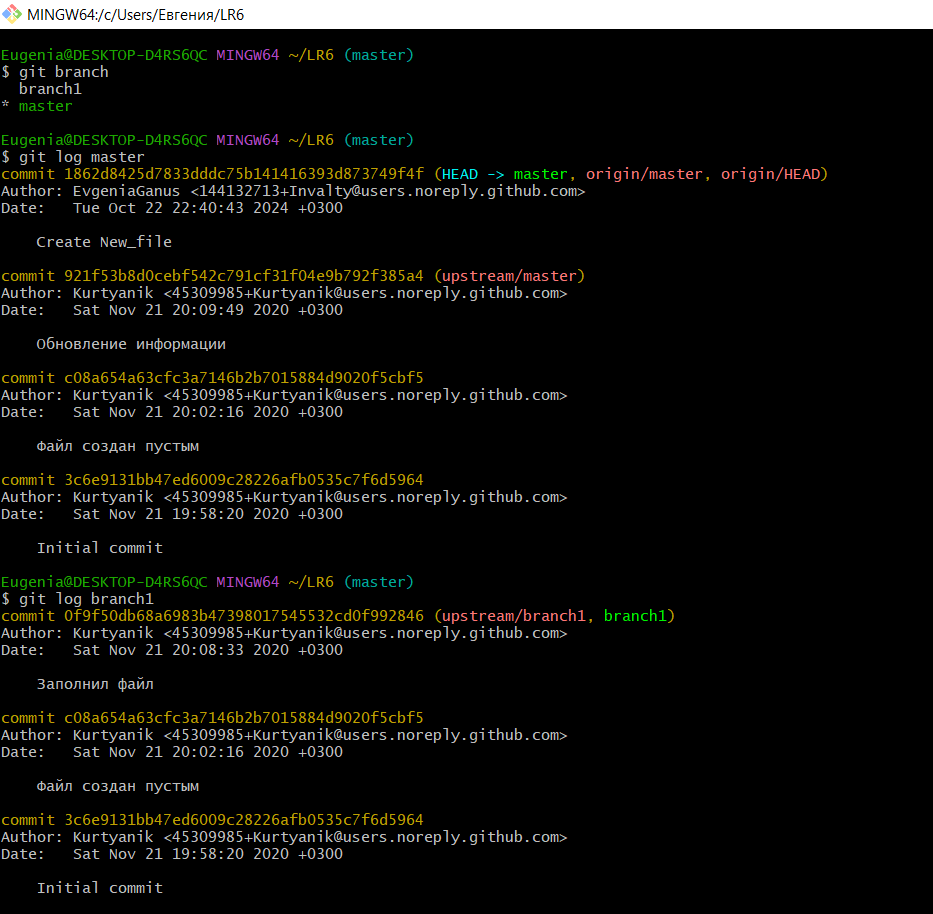 MINGW64:/c/Users/Евгения/LR6
Eugenia@DESKTOP-D4RS6QC MINGW64 ~/LR6 (master)
$ git branch
  branch1
* master
Eugenia@DESKTOP-D4RS6QC MINGW64 ~/LR6 (master)
$ git log master
commit 1862d8425d7833dddc75b141416393d873749f4f (HEAD -> master, origin/master, origin/HEAD)
Author: EvgeniaGanus <144132713+Invalty@users.noreply.github.com>
Date:   Tue Oct 22 22:40:43 2024 +0300
    Create New_file
commit 921f53b8d0cebf542c791cf31f04e9b792f385a4 (upstream/master)
Author: Kurtyanik <45309985+Kurtyanik@users.noreply.github.com>
Date:   Sat Nov 21 20:09:49 2020 +0300
    Обновление информации
commit c08a654a63cfc3a7146b2b7015884d9020f5cbf5
Author: Kurtyanik <45309985+Kurtyanik@users.noreply.github.com>
Date:   Sat Nov 21 20:02:16 2020 +0300
    Файл создан пустым
commit 3c6e9131bb47ed6009c28226afb0535c7f6d5964
Author: Kurtyanik <45309985+Kurtyanik@users.noreply.github.com>
Date:   Sat Nov 21 19:58:20 2020 +0300
    Initial commit
Eugenia@DESKTOP-D4RS6QC MINGW64 ~/LR6 (master)
$ git log branch1
commit 0f9f50db68a6983b47398017545532cd0f992846 (upstream/branch1, branch1)
Author: Kurtyanik <45309985+Kurtyanik@users.noreply.github.com>
Date:   Sat Nov 21 20:08:33 2020 +0300
    Заполнил файл
commit c08a654a63cfc3a7146b2b7015884d9020f5cbf5
Author: Kurtyanik <45309985+Kurtyanik@users.noreply.github.com>
Date:   Sat Nov 21 20:02:16 2020 +0300
    Файл создан пустым
commit 3c6e9131bb47ed6009c28226afb0535c7f6d5964
Author: Kurtyanik <45309985+Kurtyanik@users.noreply.github.com>
Date:   Sat Nov 21 19:58:20 2020 +0300
    Initial commit